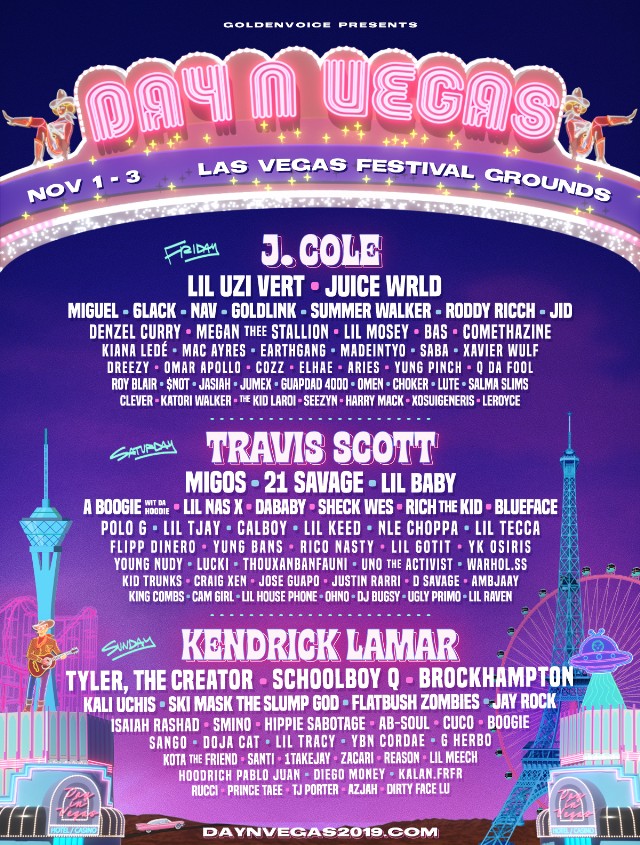 GOLDENVOICE PRESENTS
DAY N VEGAS
NOV 1 - 3 LAS VEGAS FESTIVAL GROUNDS
FRIDAY
J. COLE
LIL UZI VERT • JUICE WRLD
MIGUEL • 6LACK • NAV • GOLDLINK • SUMMER WALKER • RODDY RICCH • JID
DENZEL CURRY • MEGAN THEE STALLION • LIL MOSEY • BAS • COMETHAZINE
KIANA LEDÉ • MAC AYRES • EARTHGANG • MADEINTYO • SABA • XAVIER WULF
DREEZY • OMAR APOLLO • COZZ • ELHAE • ARIES • YUNG PINCH • Q DA FOOL
ROY BLAIR • $NOT • JASIAH • JUMEX • GUAPDAD 4000 • OMEN • CHOKER • LUTE • SALMA SLIMS
CLEVER • KATORI WALKER • THE KID LAROI • SEEZYN • HARRY MACK • XOSUIGENERIS • LEROYCE
SATURDAY
TRAVIS SCOTT
MIGOS • 21 SAVAGE • LIL BABY
A BOOGIE WIT DA HOODIE • LIL NAS X • DABABY • SHECK WES • RICH THE KID • BLUEFACE
POLO G • LIL TJAY • CALBOY • LIL KEED • NLE CHOPPA • LIL TECCA
FLIPP DINERO • YUNG BANS • RICO NASTY • LIL GOTIT • YK OSIRIS
YOUNG NUDY • LUCKI • THOUXANBANFAUNI • UNO THE ACTIVIST • WARHOL.SS
KID TRUNKS • CRAIG XEN • JOSE GUAPO • JUSTIN RARRI • D SAVAGE • AMBJAAY
KING COMBS • CAM GIRL • LIL HOUSE PHONE • OHNO • DJ BUGSY • UGLY PRIMO • LIL RAVEN
SUNDAY
KENDRICK LAMAR
TYLER, THE CREATOR • SCHOOLBOY Q • BROCKHAMPTON
KALI UCHIS • SKI MASK THE SLUMP GOD • FLATBUSH ZOMBIES • JAY ROCK
ISAIAH RASHAD • SMINO • HIPPIE SABOTAGE • AB-SOUL • CUCO • BOOGIE
SANGO • DOJA CAT • LIL TRACY • YBN CORDAE • G HERBO
KOTA THE FRIEND • SANTI • 1TAKEJAY • ZACARI • REASON • LIL MEECH
HOODRICH PABLO JUAN • DIEGO MONEY • KALAN.FRFR
RUCCI • PRINCE TAEE • TJ PORTER • AZJAH • DIRTY FACE LU
Day
N
Vegas
HOTEL / CASINO
Day
N
Vegas
HOTEL / CASINO
DAYNVEGAS2019.COM